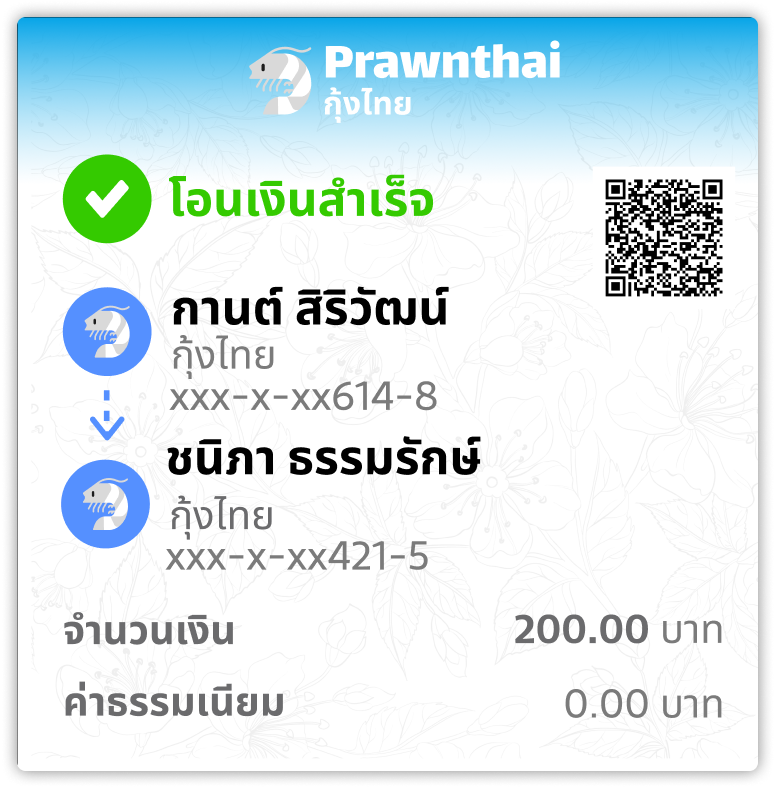 Prawnthai
กุ้งไทย
โอนเงินสำเร็จ
กานต์ สิริวัฒน์
กุ้งไทย
xxx-x-xx614-8
ชนิภา ธรรมรักษ์
กุ้งไทย
xxx-x-xx421-5
จำนวนเงิน 200.00 บาท
ค่าธรรมเนียม 0.00 บาท